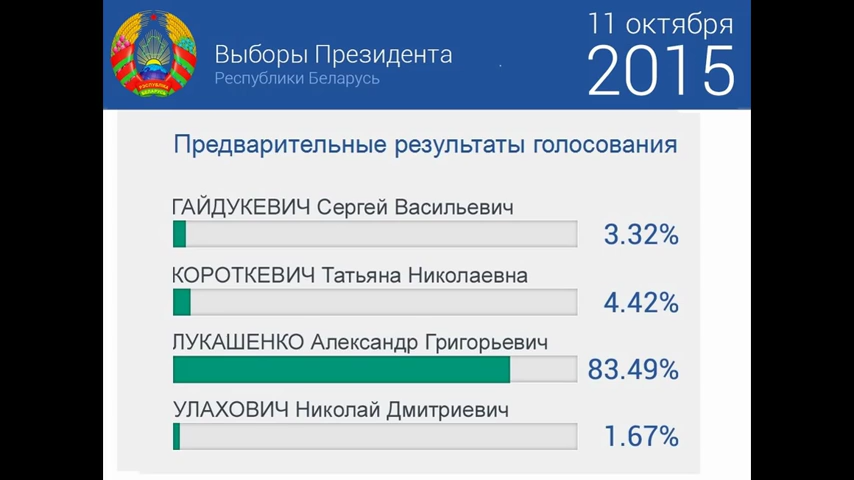 11 октября
Выборы Президента
2015
Республики Беларусь
Предварительные результаты голосования
ГАЙДУКЕВИЧ Сергей Васильевич
3.32%
КОРОТКЕВИЧ Татьяна Николаевна
4.42%
ЛУКАШЕНКО Александр Григорьевич
83.49%
УЛАХОВИЧ Николай Дмитриевич
1.67%